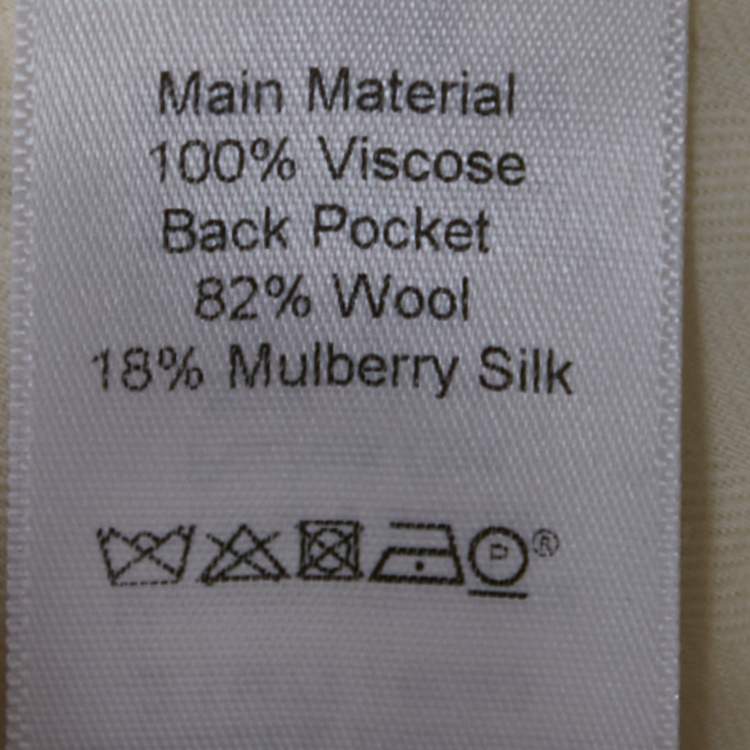 Main Material
100% Viscose
Back Pocket
82% Wool
18% Mulberry Silk
P ®